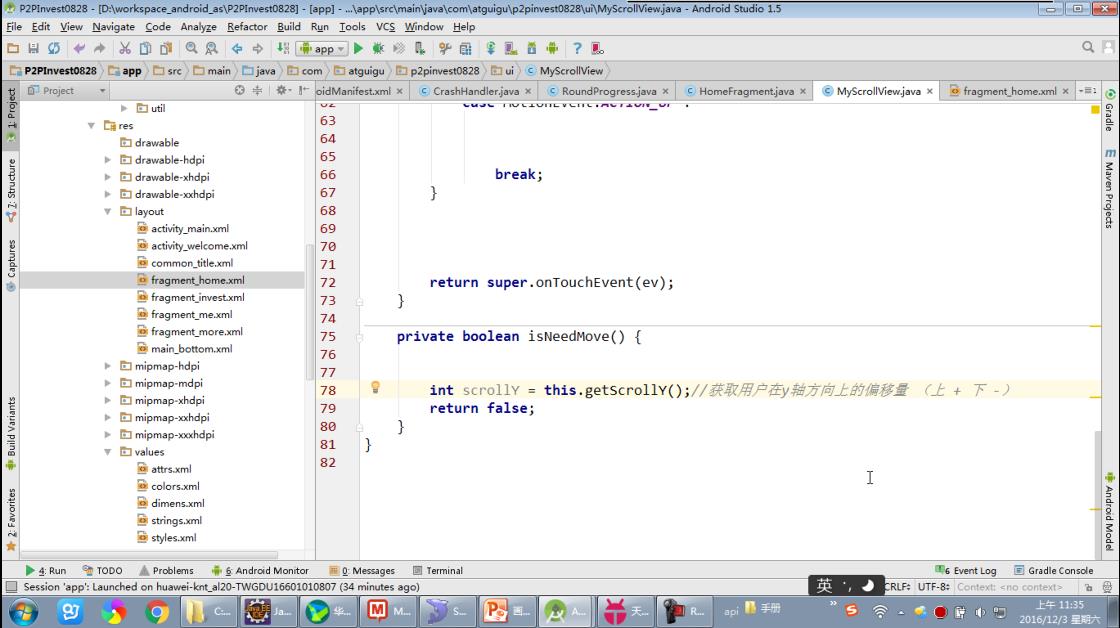 P2PInvest0828 - [D:\workspace_android_as\P2PInvest0828] - [app] - ...\app\src\main\java\com\atguigu\p2pinvest0828\ui\MyScrollView.java - Android Studio 1.5
File Edit View Navigate Code Analyze Refactor Build Run Tools VCS Window Help
app
P2PInvest0828 app src main java com atguigu p2pinvest0828 ui MyScrollView
Project
oidManifest.xml CrashHandler.java RoundProgress.java HomeFragment.java MyScrollView.java fragment_home.xml
1: Project
7: Structure
Captures
Build Variants
2: Favorites
util
res
drawable
drawable-hdpi
drawable-xhdpi
drawable-xxhdpi
layout
activity_main.xml
activity_welcome.xml
common_title.xml
fragment_home.xml
fragment_invest.xml
fragment_me.xml
fragment_more.xml
main_bottom.xml
mipmap-hdpi
mipmap-mdpi
mipmap-xhdpi
mipmap-xxhdpi
mipmap-xxxhdpi
values
attrs.xml
colors.xml
dimens.xml
strings.xml
styles.xml
62 case MotionEvent.ACTION_UP :
63
64
65
66 break;
67 }
68
69
70
71
72 return super.onTouchEvent(ev);
73 }
74
75 private boolean isNeedMove() {
76
77
78 int scrollY = this.getScrollY();//获取用户在y轴方向上的偏移量 （上 + 下 -）
79 return false;
80 }
81 }
82
Gradle
Maven Projects
Android Model
4: Run TODO Problems 6: Android Monitor 0: Messages Terminal 6 Event Log Gradle Console
Session 'app': Launched on huawei-knt_al20-TWGDU16601010807 (34 minutes ago) CRLF UTF-8 Context: <no context>
英
C... Ja... 华... M... S... 画... A... 天... R... api 手册
上午 11:35
2016/12/3 星期六